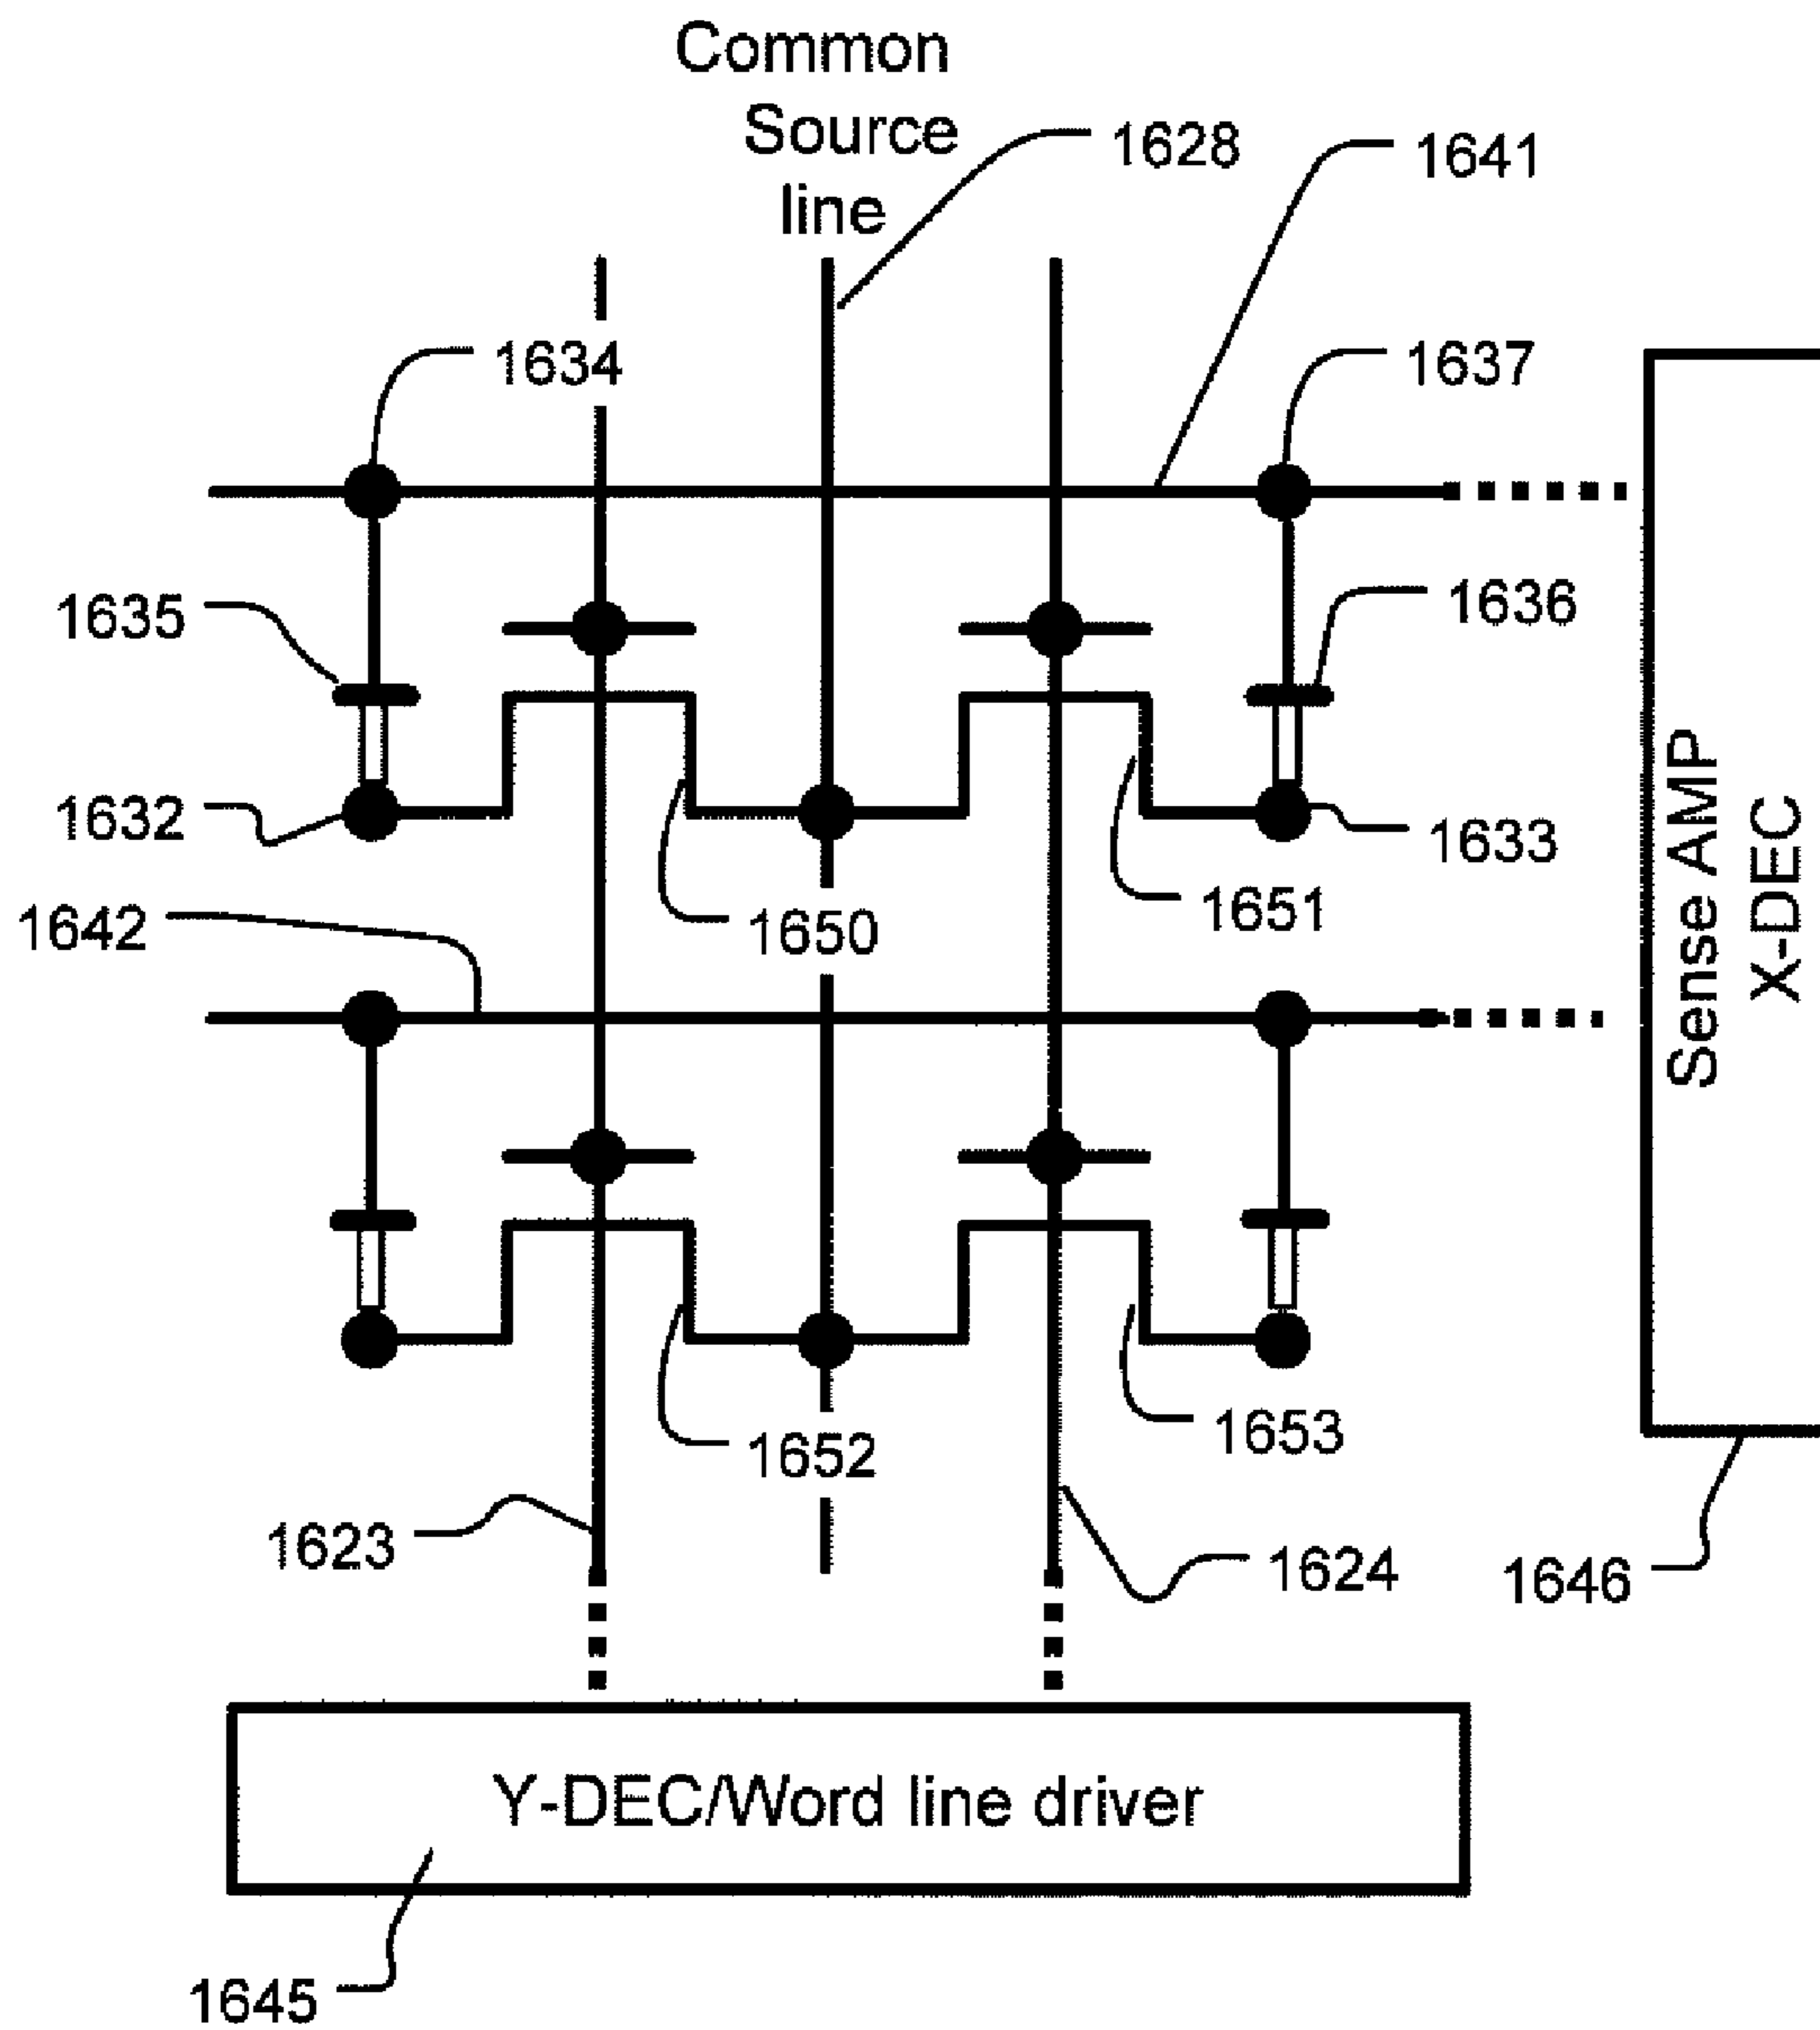 Common
Source
line
1628
1641
1634
1637
1635
1636
1632
1633
1642
1650
1651
Sense AMP
X-DEC
1652
1653
1623
1624
1646
Y-DEC/Word line driver
1645